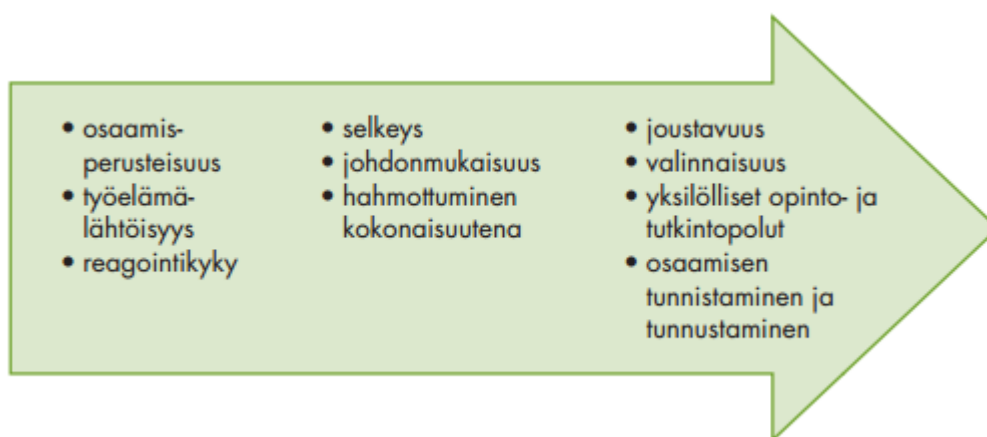 • osaamis-
perusteisuus
• työelämä-
lähtöisyys
• reagointikyky
• selkeys
• johdonmukaisuus
• hahmottuminen
kokonaisuutena
• joustavuus
• valinnaisuus
• yksilölliset opinto- ja
tutkintopolut
• osaamisen
tunnistaminen ja
tunnustaminen